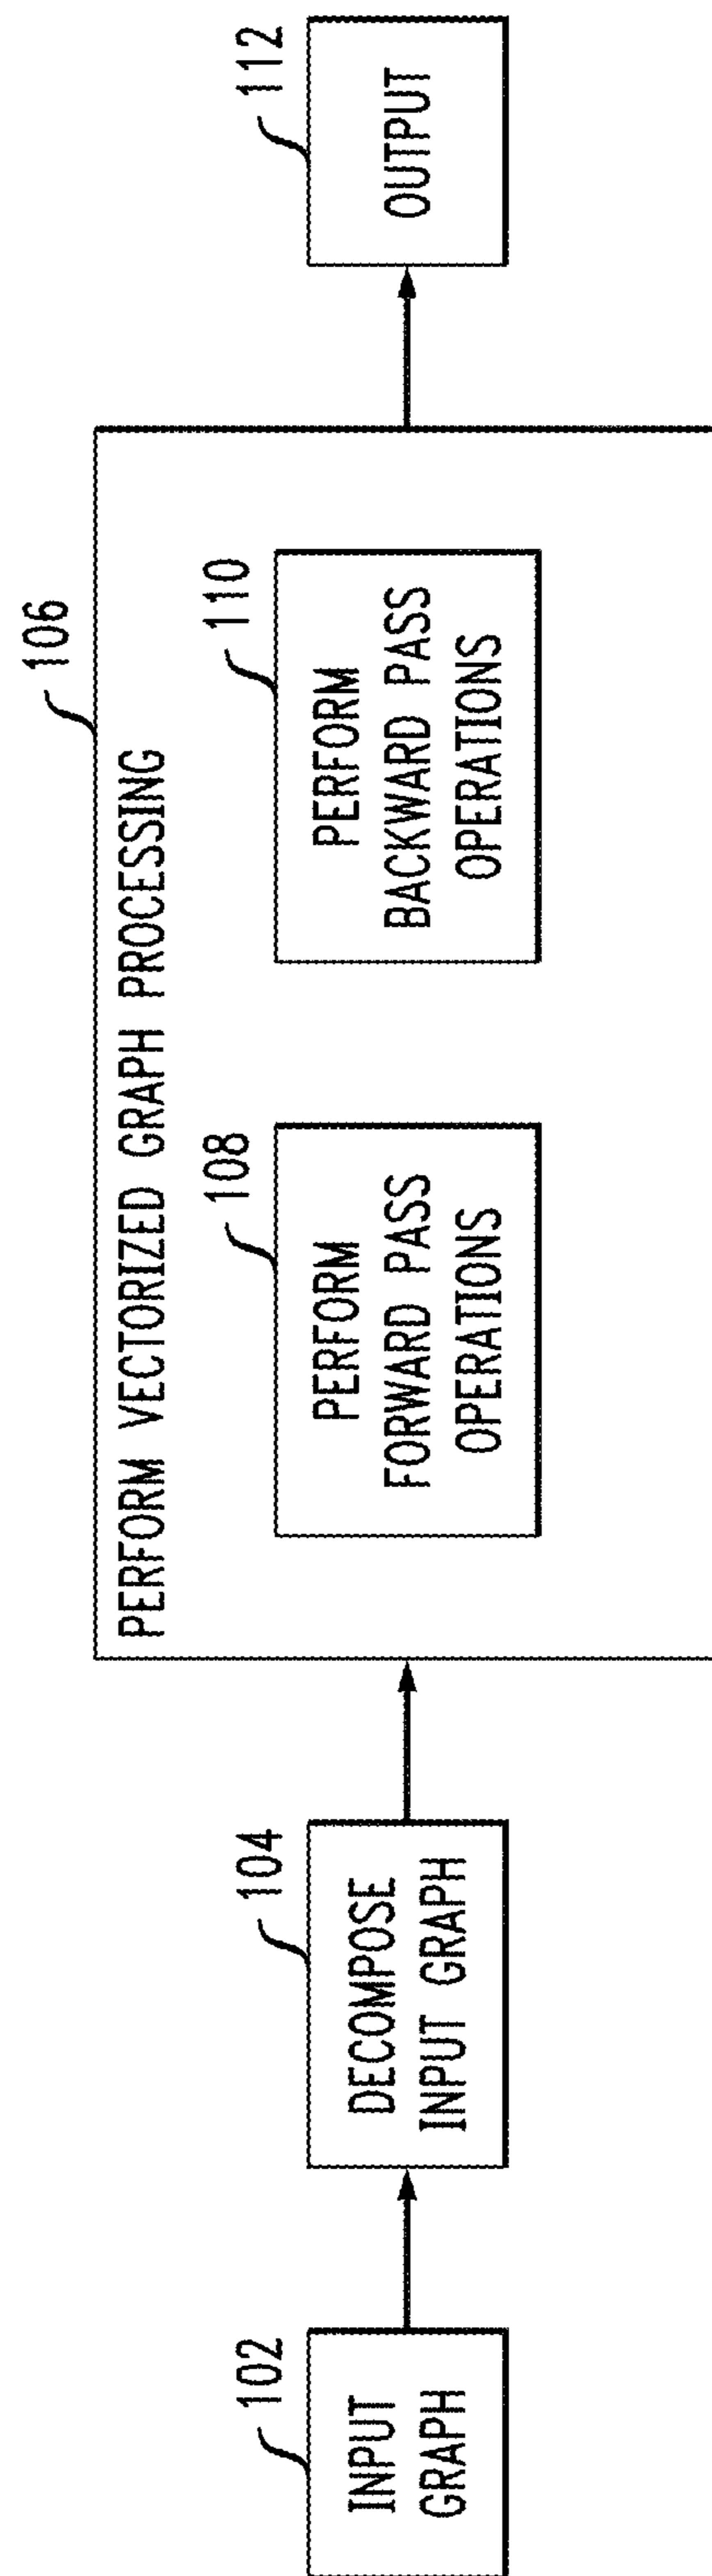 102
INPUT
GRAPH
104
DECOMPOSE
INPUT GRAPH
106
PERFORM VECTORIZED GRAPH PROCESSING
108
PERFORM
FORWARD PASS
OPERATIONS
110
PERFORM
BACKWARD PASS
OPERATIONS
112
OUTPUT